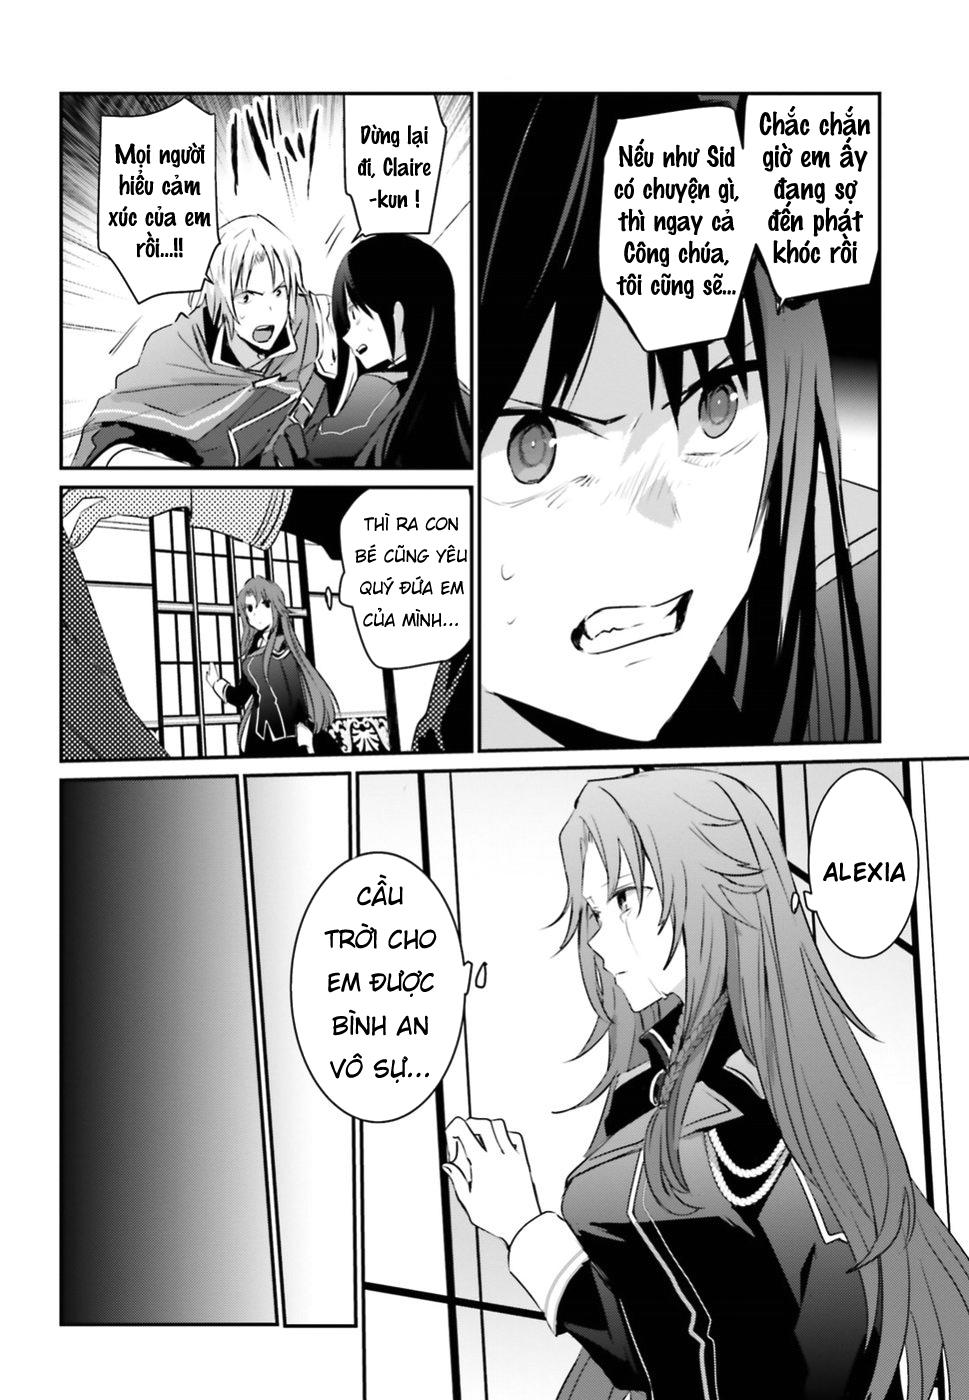 Chắc chắn
giờ em ấy
đang sợ
đến phát
khóc rồi
Nếu như Sid
có chuyện gì,
thì ngay cả
Công chúa,
tôi cũng sẽ...
Dừng lại
đi, Claire
-kun !
Mọi người
hiểu cảm
xúc của em
rồi...!!
THÌ RA CON
BÉ CŨNG YÊU
QUÝ ĐỨA EM
CỦA MÌNH...
ALEXIA
CẦU
TRỜI CHO
EM ĐƯỢC
BÌNH AN
VÔ SỰ...